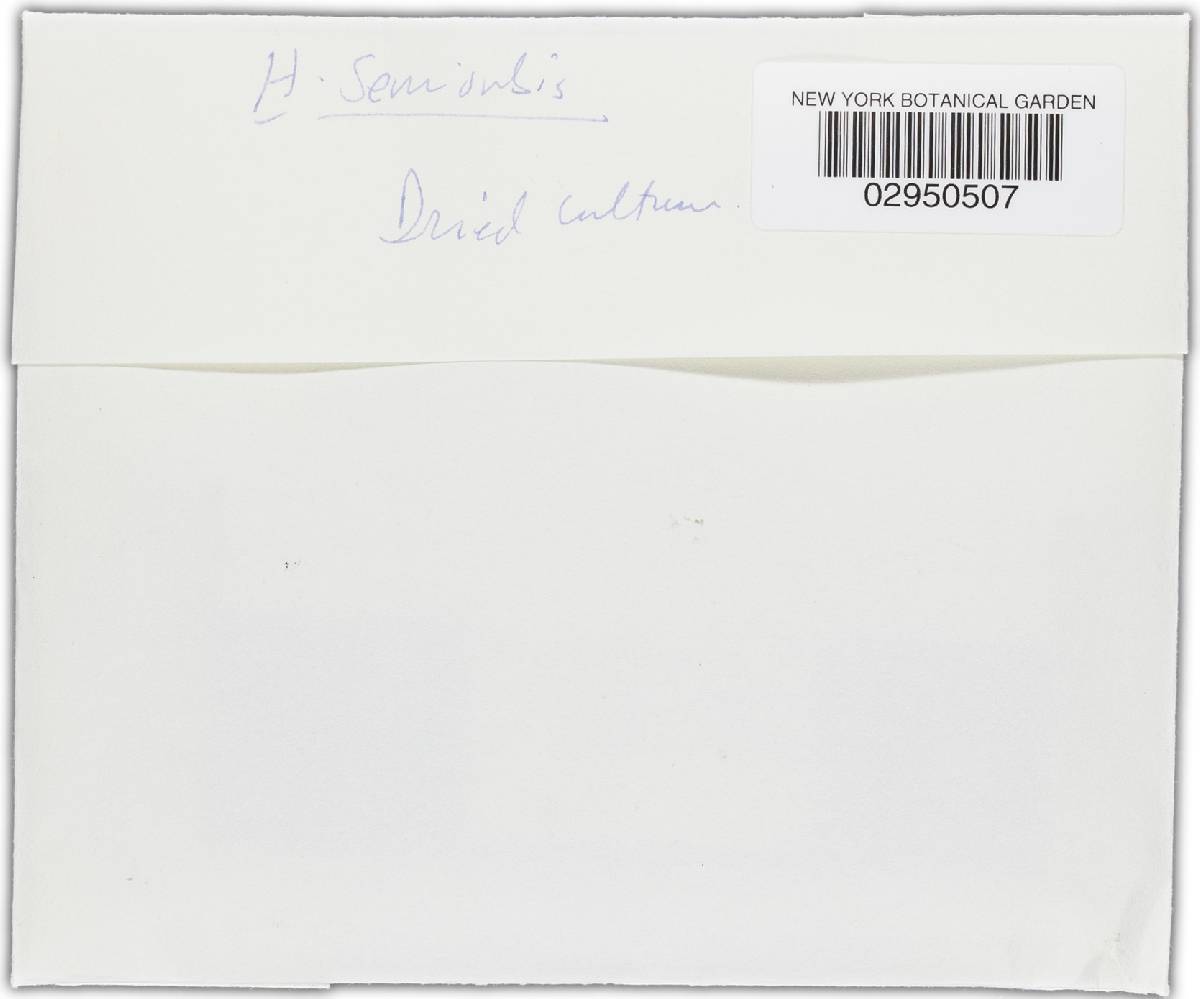 H. Semiorbis
Dried culture.
NEW YORK BOTANICAL GARDEN
02950507